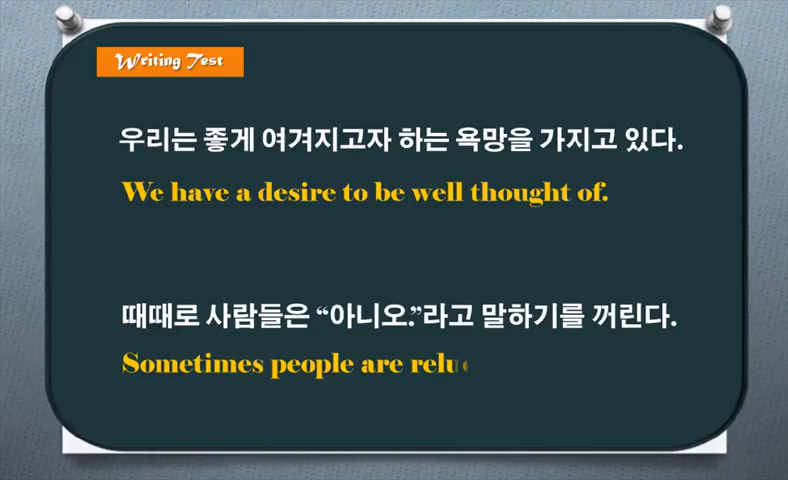 Writing Test
우리는 좋게 여겨지고자 하는 욕망을 가지고 있다.
We have a desire to be well thought of.
때때로 사람들은 “아니오.”라고 말하기를 꺼린다.
Sometimes people are relu